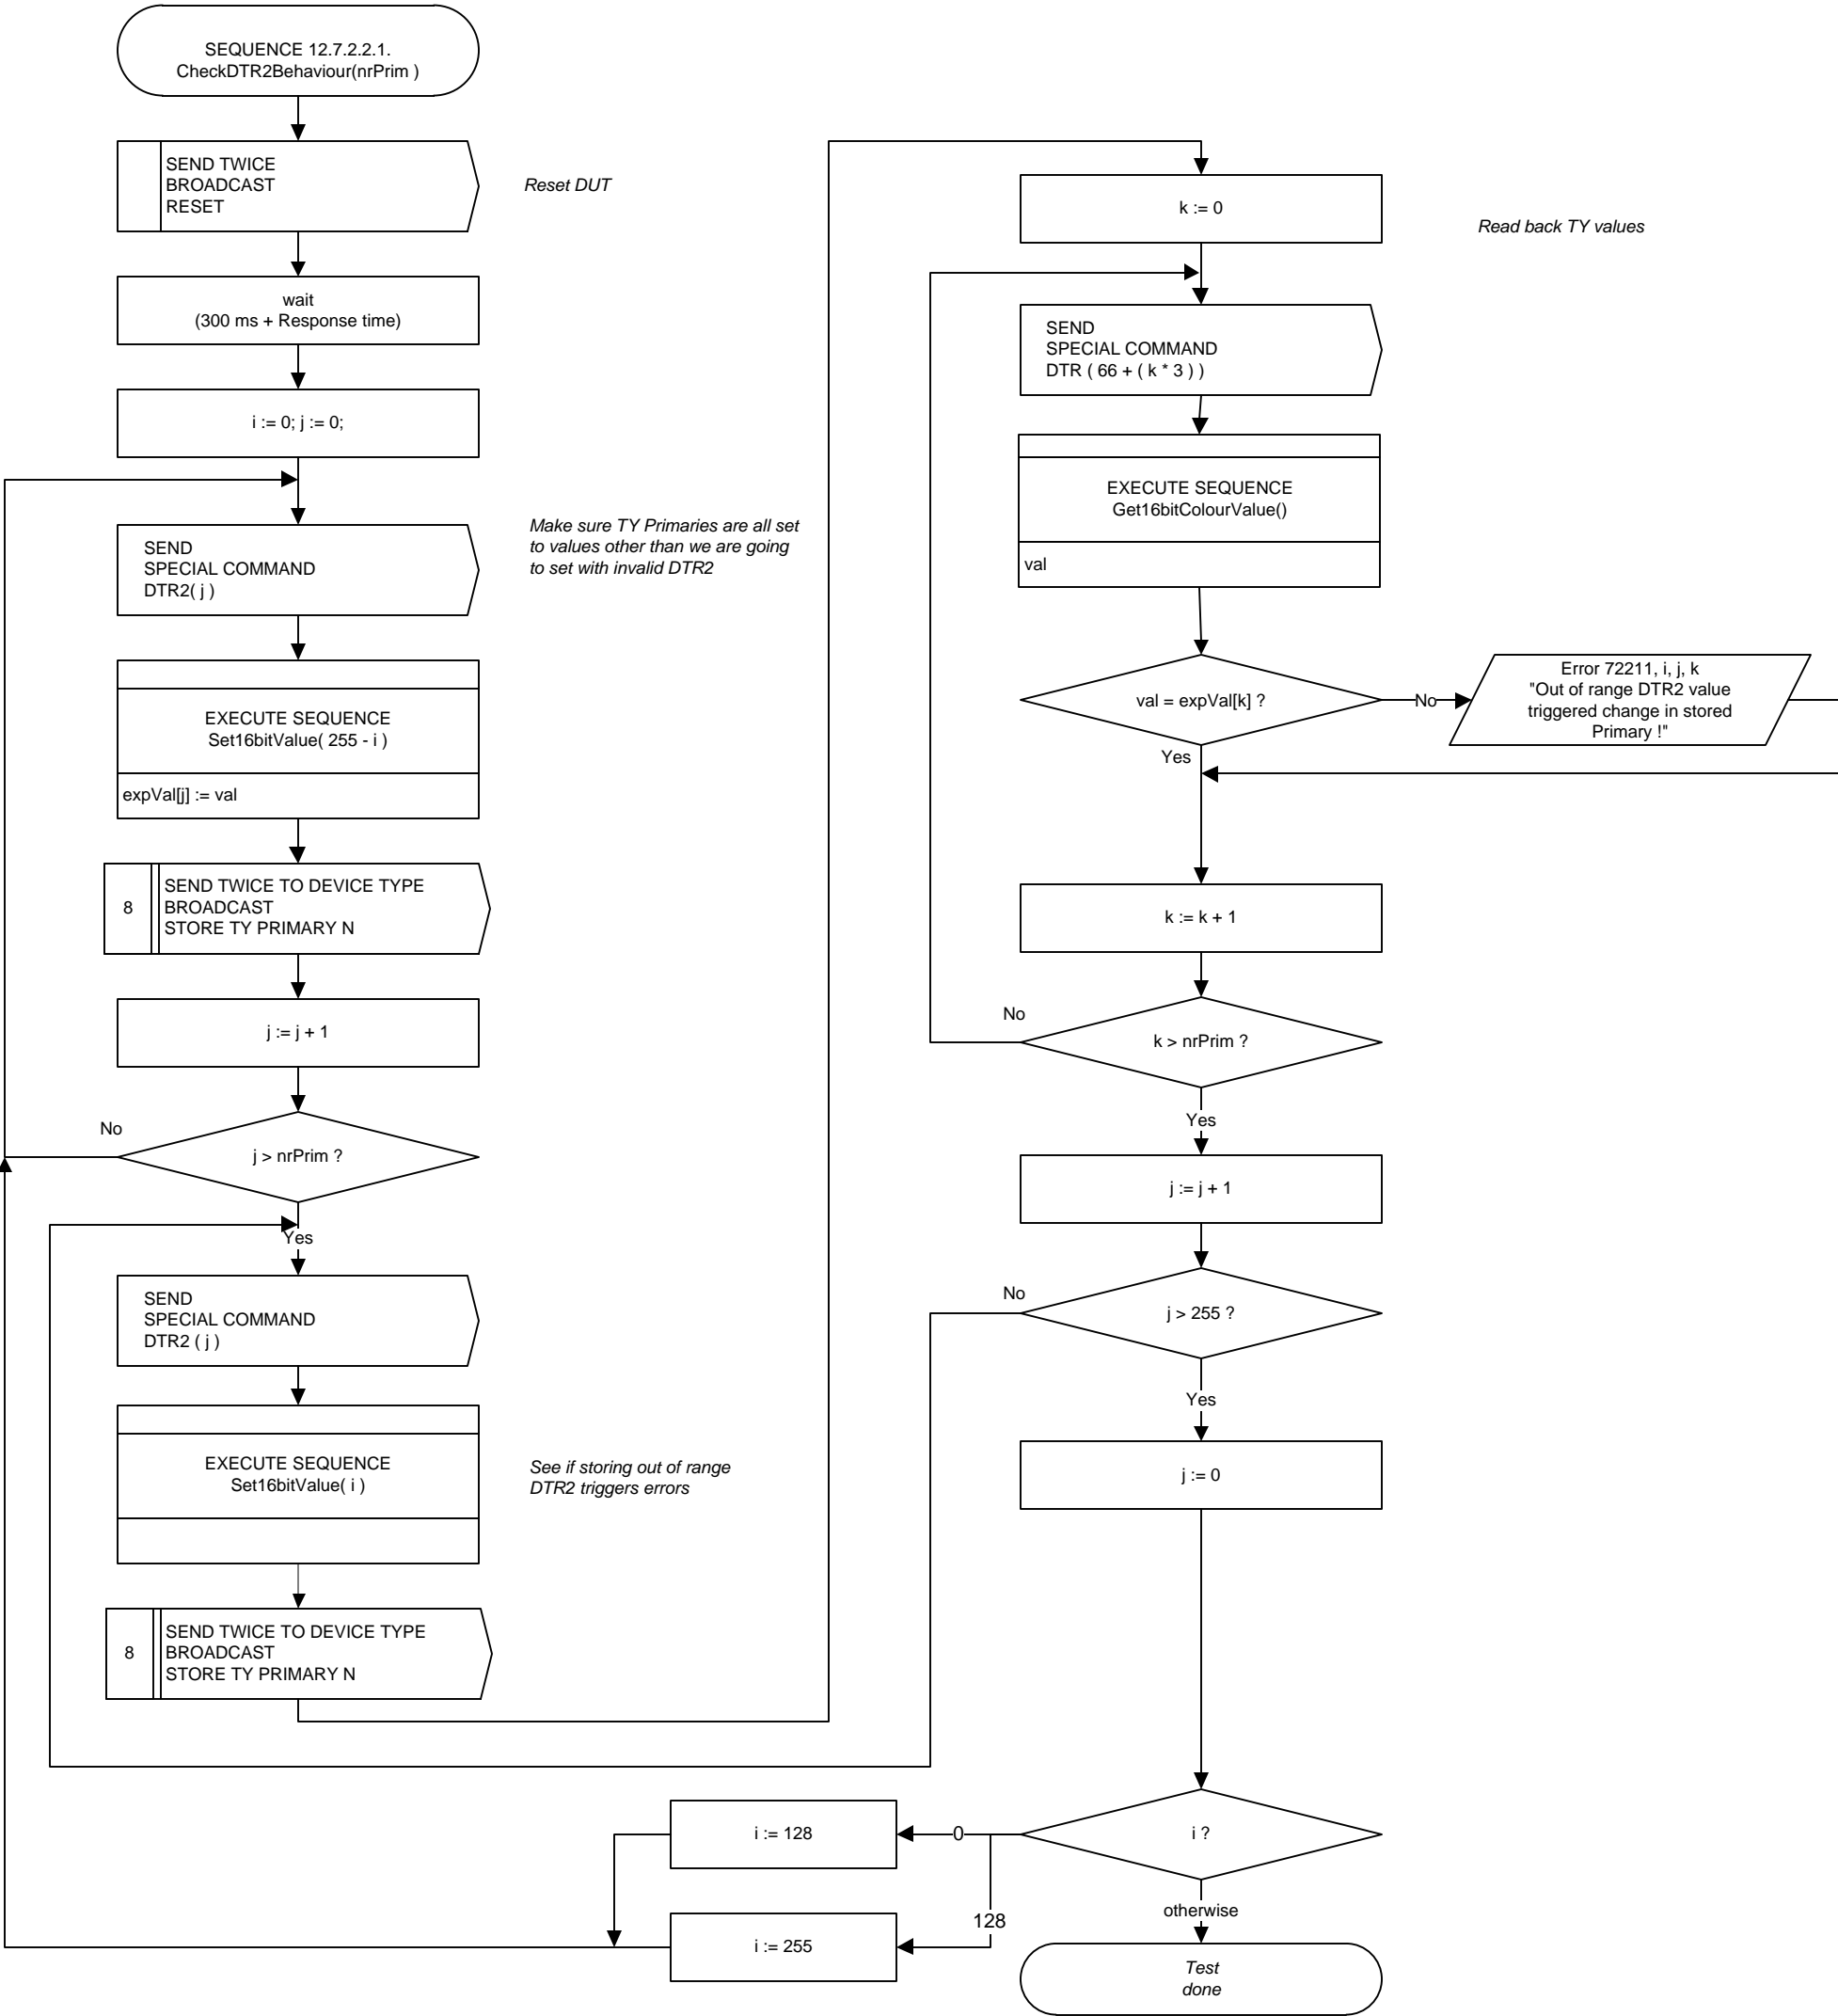 SEQUENCE 12.7.2.2.1.
CheckDTR2Behaviour(nrPrim )
SEND TWICE
BROADCAST
RESET
Reset DUT
wait
(300 ms + Response time)
i := 0; j := 0;
SEND
SPECIAL COMMAND
DTR2( j )
Make sure TY Primaries are all set
to values other than we are going
to set with invalid DTR2
EXECUTE SEQUENCE
Set16bitValue( 255 - i )
expVal[j] := val
8
SEND TWICE TO DEVICE TYPE
BROADCAST
STORE TY PRIMARY N
j := j + 1
No
j > nrPrim ?
Yes
SEND
SPECIAL COMMAND
DTR2 ( j )
EXECUTE SEQUENCE
Set16bitValue( i )
See if storing out of range
DTR2 triggers errors
8
SEND TWICE TO DEVICE TYPE
BROADCAST
STORE TY PRIMARY N
k := 0
Read back TY values
SEND
SPECIAL COMMAND
DTR ( 66 + ( k * 3 ) )
EXECUTE SEQUENCE
Get16bitColourValue()
val
val = expVal[k] ?
No
Error 72211, i, j, k
"Out of range DTR2 value
triggered change in stored
Primary !"
Yes
k := k + 1
No
k > nrPrim ?
Yes
j := j + 1
No
j > 255 ?
Yes
j := 0
i ?
0
i := 128
128
i := 255
otherwise
Test
done